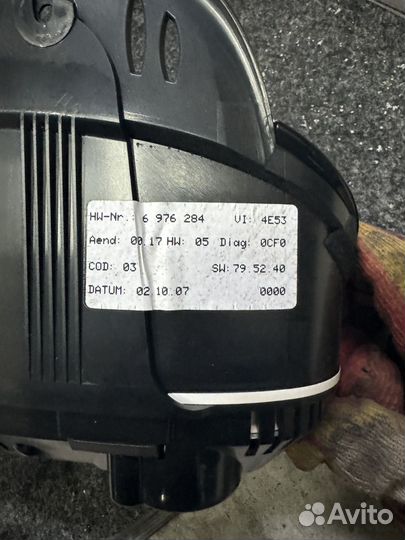 HW-Nr.: 6 976 284 VI: 4E53
Aend: 00.17 HW: 05 Diag: 0CF0
COD: 03 SW: 79.52.40
DATUM: 02.10.07 0000
Avito